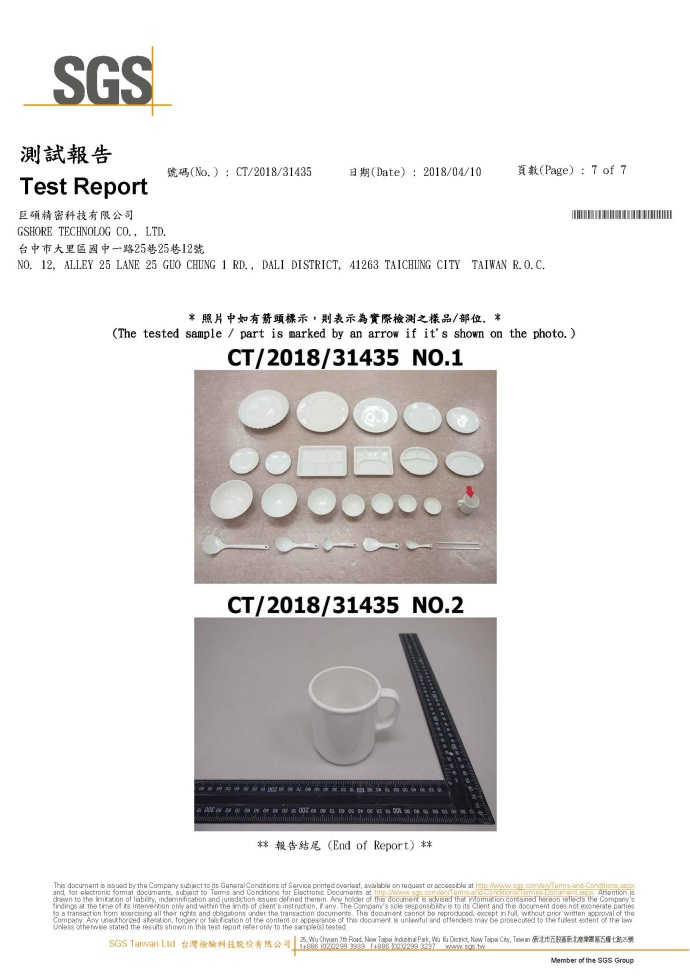 SGS
測試報告
Test Report
號碼(No.) : CT/2018/31435
日期(Date) : 2018/04/10
頁數(Page) : 7 of 7
巨碩精密科技有限公司
GSHORE TECHNOLOG CO., LTD.
台中市大里區國中一路25巷25巷12號
NO. 12, ALLEY 25 LANE 25 GUO CHUNG 1 RD., DALI DISTRICT, 41263 TAICHUNG CITY TAIWAN R.O.C.
* 照片中如有箭頭標示，則表示為實際檢測之樣品/部位. *
(The tested sample / part is marked by an arrow if it's shown on the photo.)
CT/2018/31435 NO.1
CT/2018/31435 NO.2
** 報告結尾 (End of Report) **
This document is issued by the Company subject to its General Conditions of Service printed overleaf, available on request or accessible at http://www.sgs.com/en/Terms-and-Conditions.aspx
and, for electronic format documents, subject to Terms and Conditions for Electronic Documents at http://www.sgs.com/en/Terms-and-Conditions/Terms-e-Document.aspx. Attention is
drawn to the limitation of liability, indemnification and jurisdiction issues defined therein. Any holder of this document is advised that information contained hereon reflects the Company's
findings at the time of its intervention only and within the limits of client's instruction, if any. The Company's sole responsibility is to its Client and this document does not exonerate parties
to a transaction from exercising all their rights and obligations under the transaction documents. This document cannot be reproduced, except in full, without prior written approval of the
Company. Any unauthorized alteration, forgery or falsification of the content or appearance of this document is unlawful and offenders may be prosecuted to the fullest extent of the law.
Unless otherwise stated the results shown in this test report refer only to the sample(s) tested.
SGS Taiwan Ltd. 台灣檢驗科技股份有限公司
25, Wu Chyuan 7th Road, New Taipei Industrial Park, Wu Ku District, New Taipei City, Taiwan /新北市五股區新北產業園區五權七路25號
t+886 (02)2299 3939 f+886 (02)2299 3237 www.sgs.tw
Member of the SGS Group